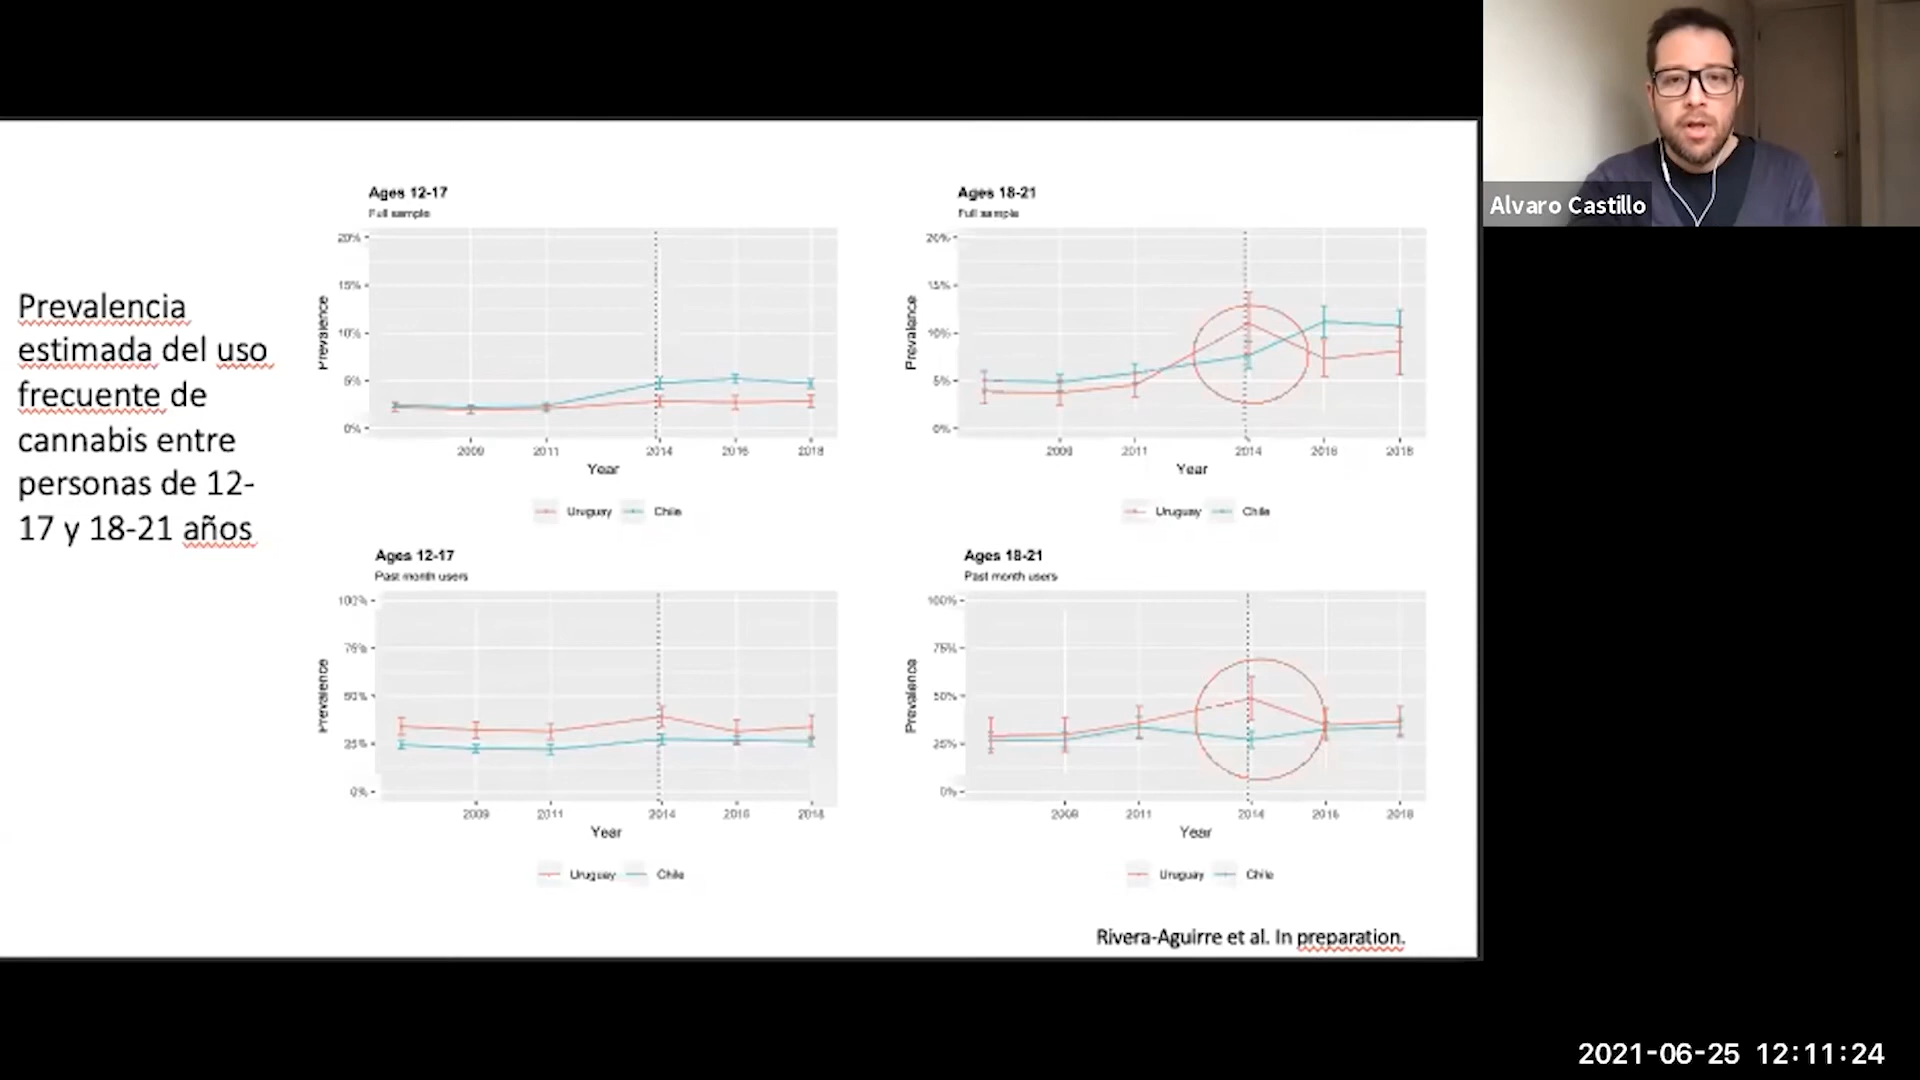 Alvaro Castillo
Prevalencia
estimada del uso
frecuente de
cannabis entre
personas de 12-
17 y 18-21 años
Ages 12-17
Full sample
20%
15%
10%
5%
0%
Prevalence
2009 2011 2014 2016 2018
Year
Uruguay Chile
Ages 18-21
Full sample
20%
15%
10%
5%
0%
Prevalence
2009 2011 2014 2016 2018
Year
Uruguay Chile
Ages 12-17
Past month users
100%
75%
50%
25%
0%
Prevalence
2009 2011 2014 2016 2018
Year
Uruguay Chile
Ages 18-21
Past month users
100%
75%
50%
25%
0%
Prevalence
2009 2011 2014 2016 2018
Year
Uruguay Chile
Rivera-Aguirre et al. In preparation.
2021-06-25 12:11:24